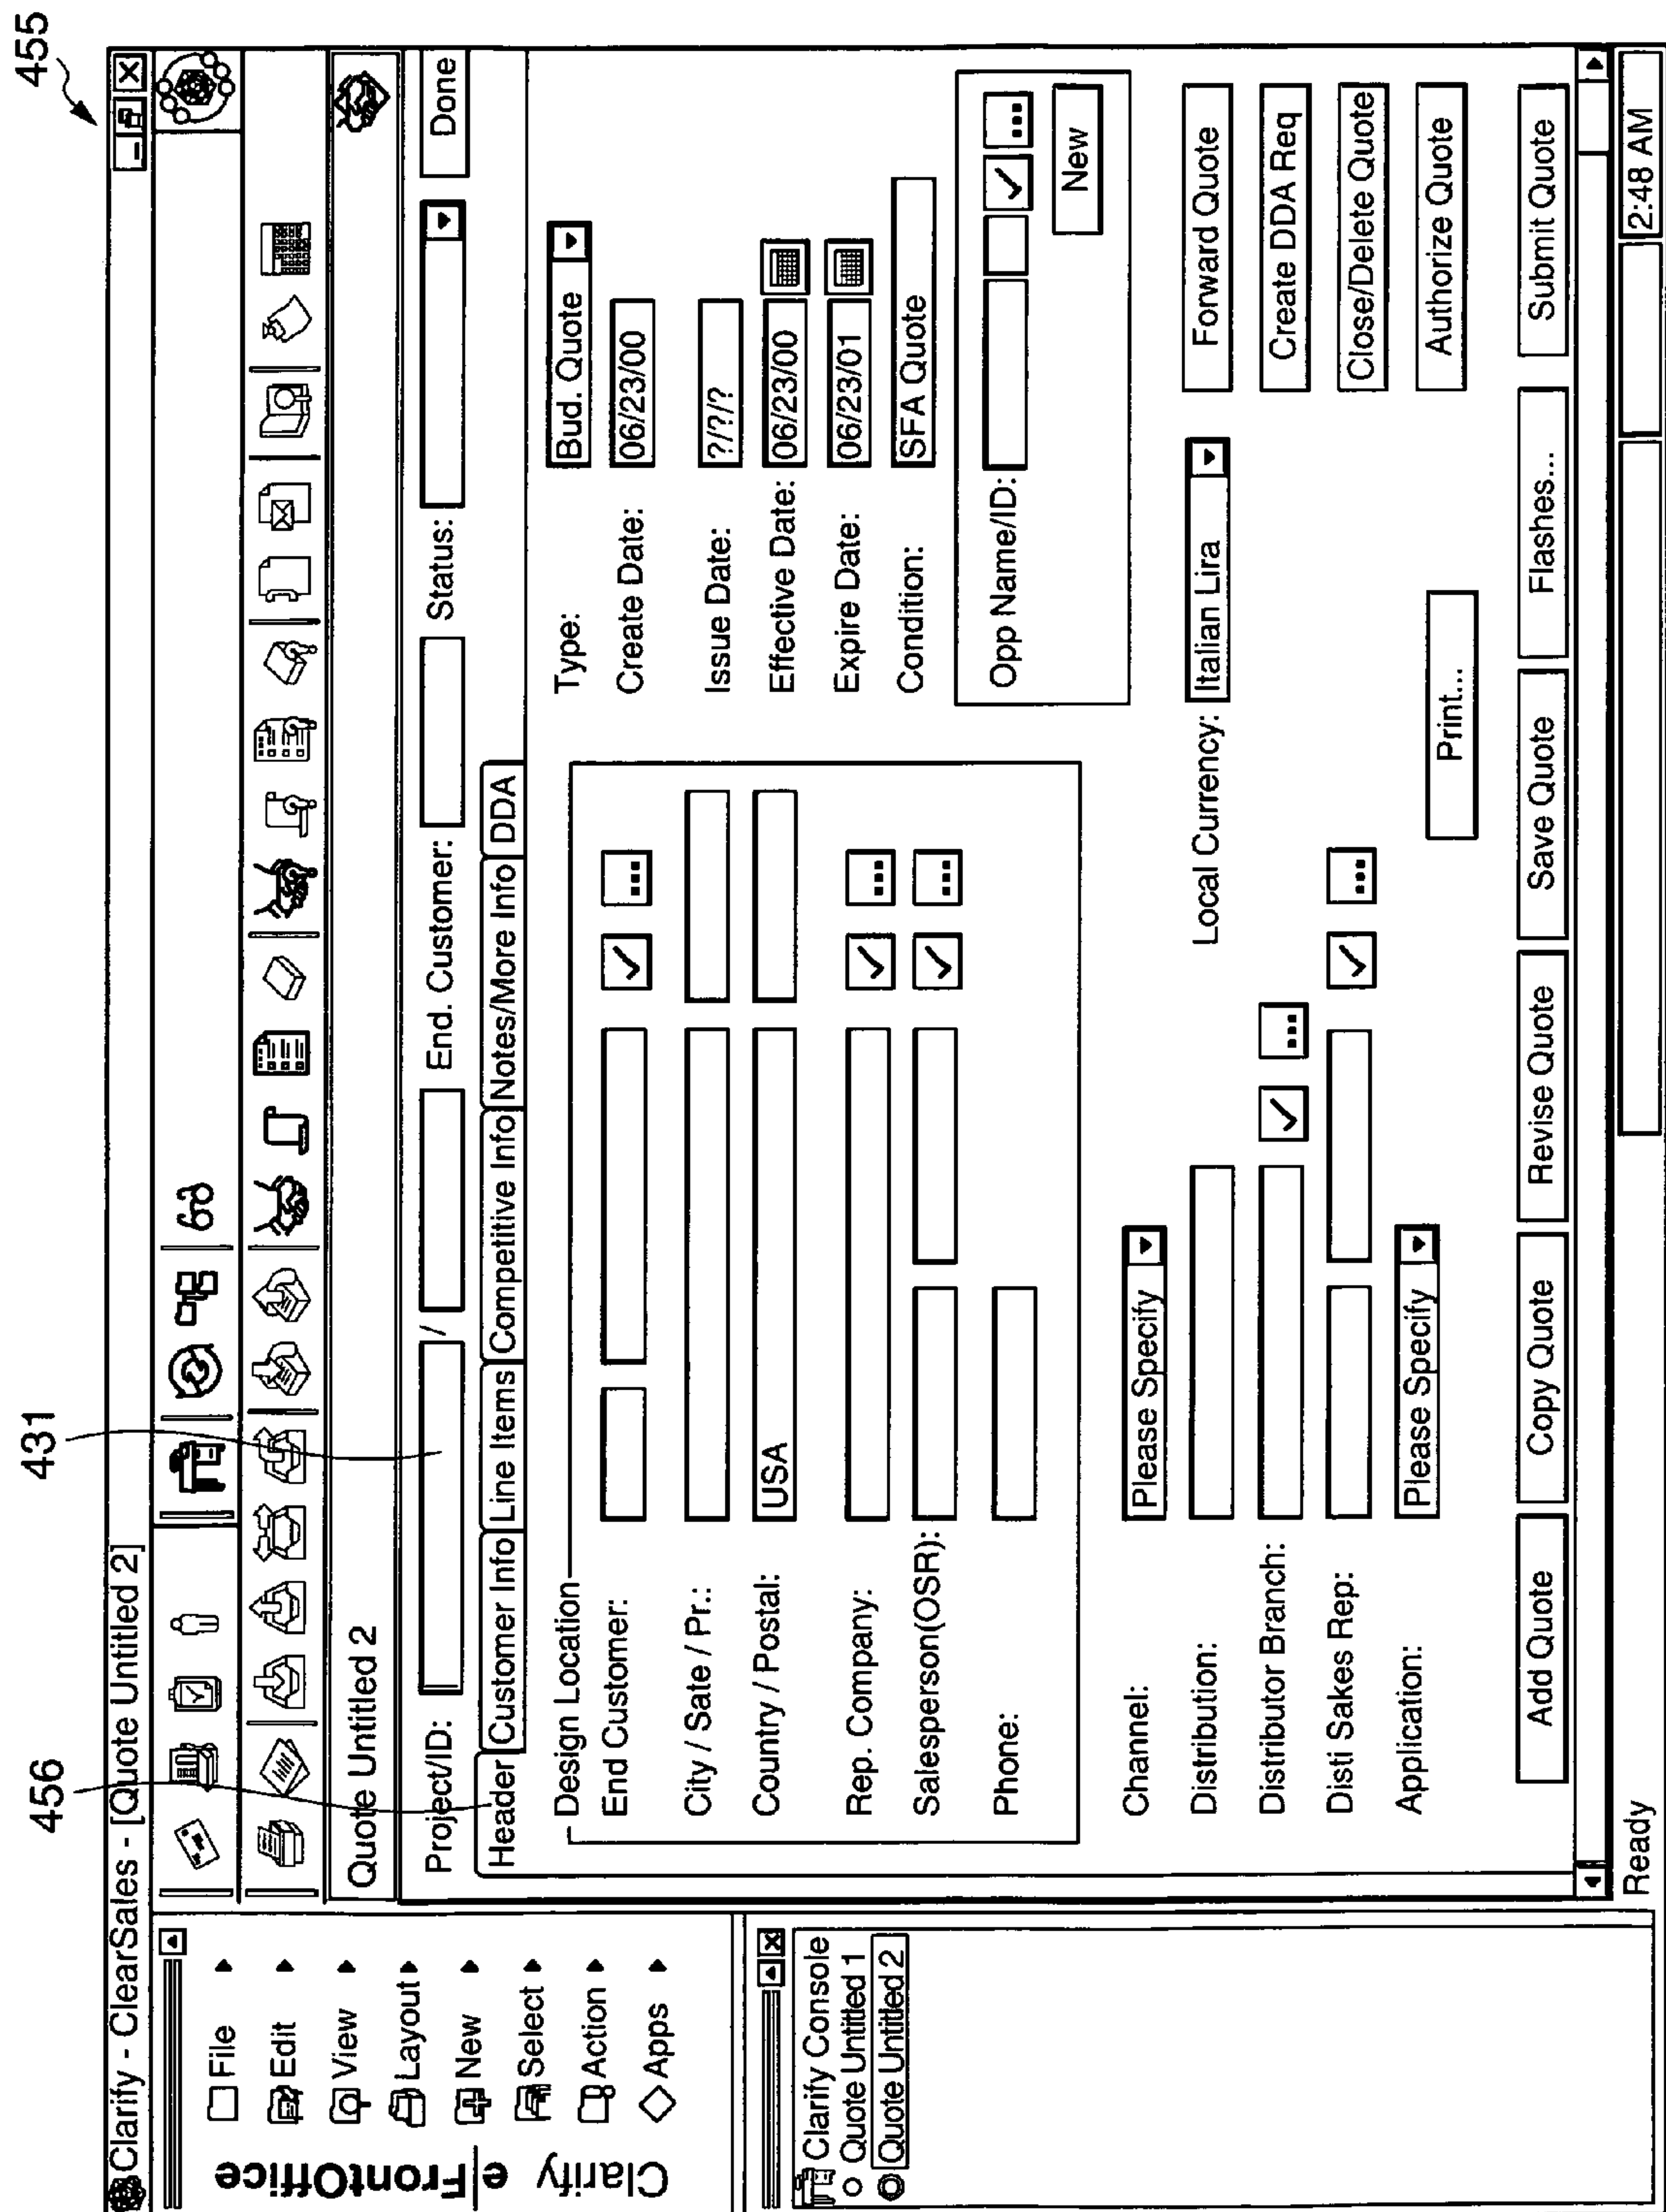 455
456
431
Clarify - ClearSales - [Quote Untitled 2]
Clarify eFrontOffice
File
Edit
View
Layout
New
Select
Action
Apps
Clarify Console
Quote Untitled 1
Quote Untitled 2
Quote Untitled 2
Project/ID: / End. Customer: Status: Done
Header Customer Info Line Items Competitive Info Notes/More Info DDA
Design Location
End Customer: ...
City / Sate / Pr.:
Country / Postal: USA
Rep. Company: ...
Salesperson(OSR): ...
Phone:
Type: Bud. Quote
Create Date: 06/23/00
Issue Date: ?/?/?
Effective Date: 06/23/00
Expire Date: 06/23/01
Condition: SFA Quote
Opp Name/ID: ...
New
Channel: Please Specify
Distribution:
Distributor Branch: ...
Disti Sakes Rep: ...
Application: Please Specify
Local Currency: Italian Lira
Print...
Forward Quote
Create DDA Req
Close/Delete Quote
Authorize Quote
Add Quote Copy Quote Revise Quote Save Quote Flashes... Submit Quote
Ready 2:48 AM